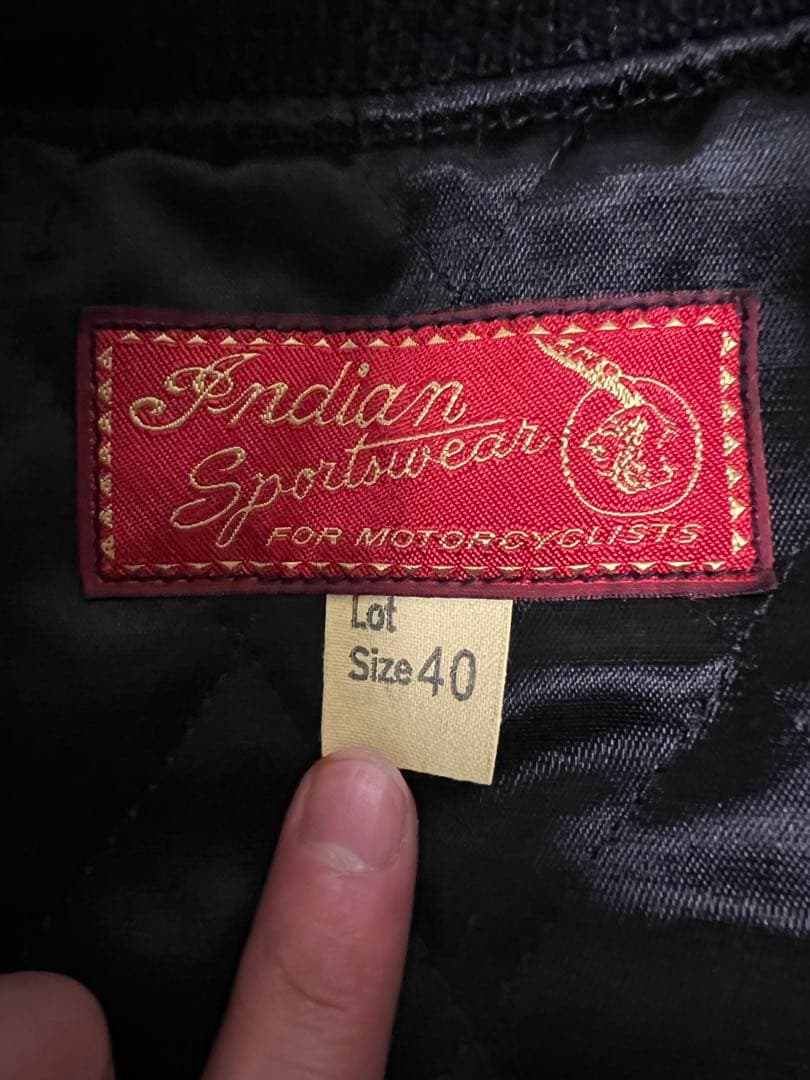 Indian
Sportswear
FOR MOTORCYCLISTS
Lot
Size 40